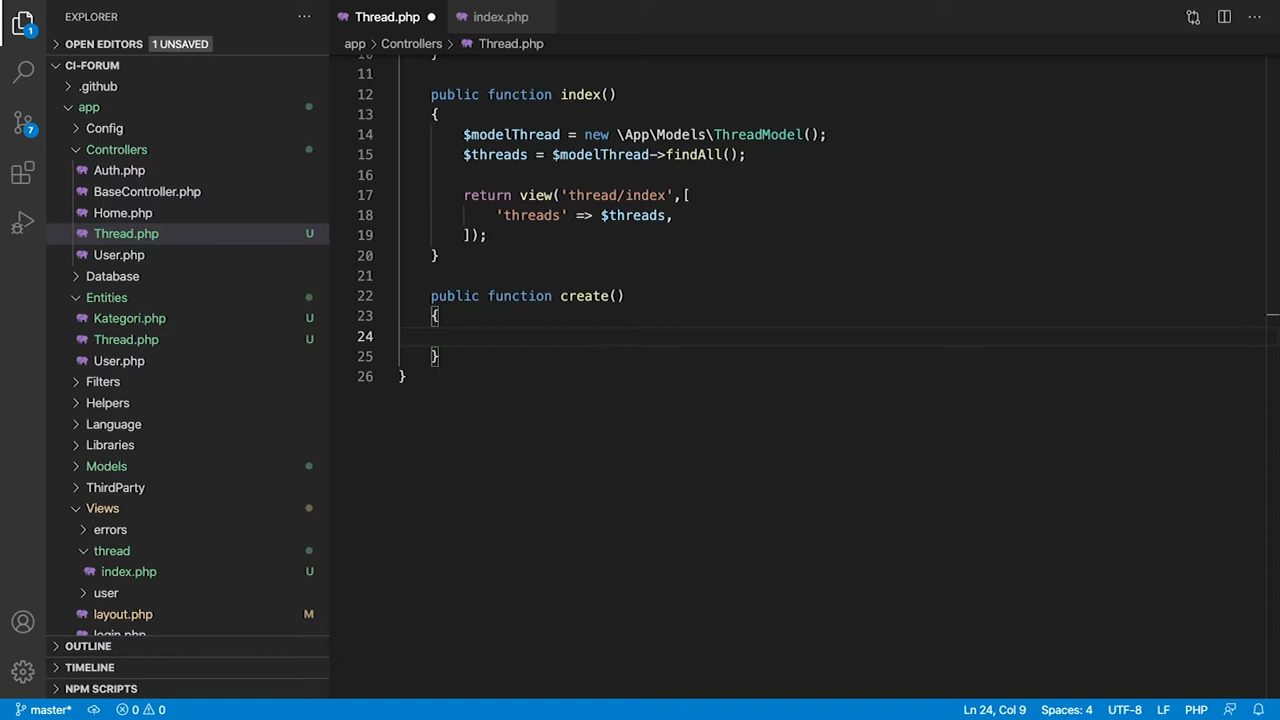 EXPLORER
Thread.php
index.php
OPEN EDITORS 1 UNSAVED
app Controllers Thread.php
CI-FORUM
.github
app
Config
Controllers
Auth.php
BaseController.php
Home.php
Thread.php U
User.php
Database
Entities
Kategori.php
Thread.php
User.php
Filters
Helpers
Language
Libraries
Models
ThirdParty
Views
errors
thread
index.php U
user
layout.php M
login.php
OUTLINE
TIMELINE
NPM SCRIPTS
1
7
10 }
11
12 public function index()
13 {
14 $modelThread = new \App\Models\ThreadModel();
15 $threads = $modelThread->findAll();
16
17 return view('thread/index',[
18 'threads' => $threads,
19 ]);
20 }
21
22 public function create()
23 {
24
25 }
26 }
master* 0 0 Ln 24, Col 9 Spaces: 4 UTF-8 LF PHP